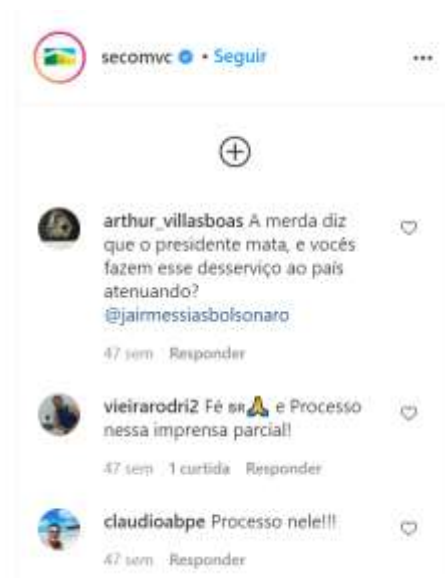 secomvc • Seguir
arthur_villasboas A merda diz
que o presidente mata, e vocês
fazem esse desserviço ao país
atenuando?
@jairmessiasbolsonaro
47 sem Responder
vieirarodri2 Fé BR🙏 e Processo
nessa imprensa parcial!
47 sem 1 curtida Responder
claudioabpe Processo nele!!!
47 sem Responder